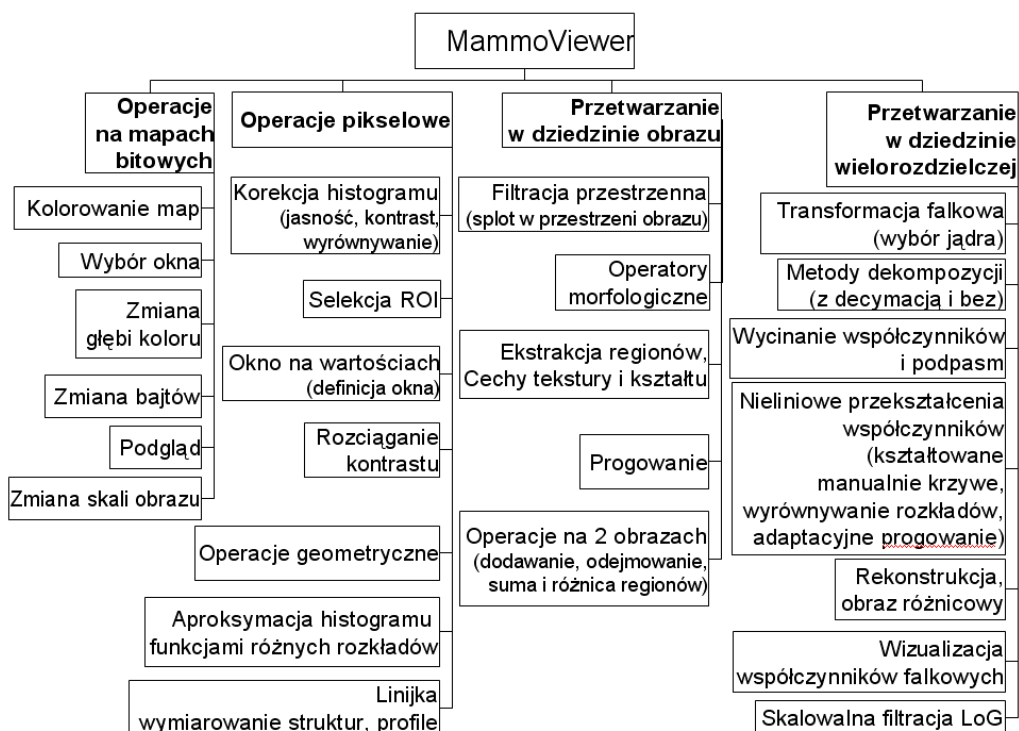 MammoViewer
Operacje
na mapach
bitowych
Kolorowanie map
Wybór okna
Zmiana
głębi koloru
Zmiana bajtów
Podgląd
Zmiana skali obrazu
Operacje pikselowe
Korekcja histogramu
(jasność, kontrast,
wyrównywanie)
Selekcja ROI
Okno na wartościach
(definicja okna)
Rozciąganie
kontrastu
Operacje geometryczne
Aproksymacja histogramu
funkcjami różnych rozkładów
Linijka
wymiarowanie struktur, profile
Przetwarzanie
w dziedzinie obrazu
Filtracja przestrzenna
(splot w przestrzeni obrazu)
Operatory
morfologiczne
Ekstrakcja regionów,
Cechy tekstury i kształtu
Progowanie
Operacje na 2 obrazach
(dodawanie, odejmowanie,
suma i różnica regionów)
Przetwarzanie
w dziedzinie
wielorozdzielczej
Transformacja falkowa
(wybór jądra)
Metody dekompozycji
(z decymacją i bez)
Wycinanie współczynników
i podpasm
Nieliniowe przekształcenia
współczynników
(kształtowane
manualnie krzywe,
wyrównywanie rozkładów,
adaptacyjne progowanie)
Rekonstrukcja,
obraz różnicowy
Wizualizacja
współczynników falkowych
Skalowalna filtracja LoG